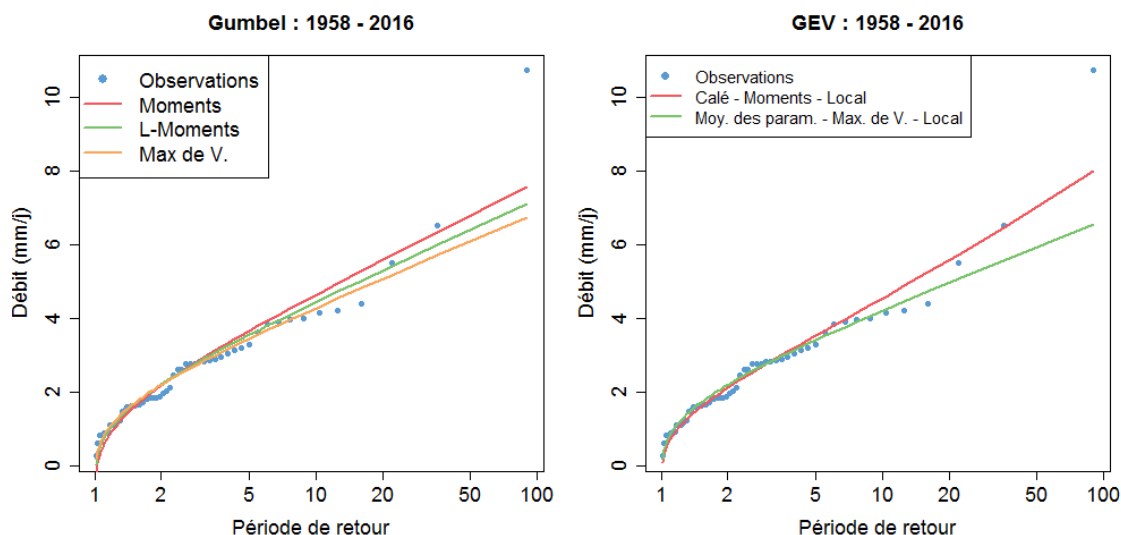 Gumbel : 1958 - 2016
Observations
Moments
L-Moments
Max de V.
Débit (mm/j)
0
2
4
6
8
10
1 2 5 10 20 50 100
Période de retour
GEV : 1958 - 2016
Observations
Calé - Moments - Local
Moy. des param. - Max. de V. - Local
Débit (mm/j)
0
2
4
6
8
10
1 2 5 10 20 50 100
Période de retour